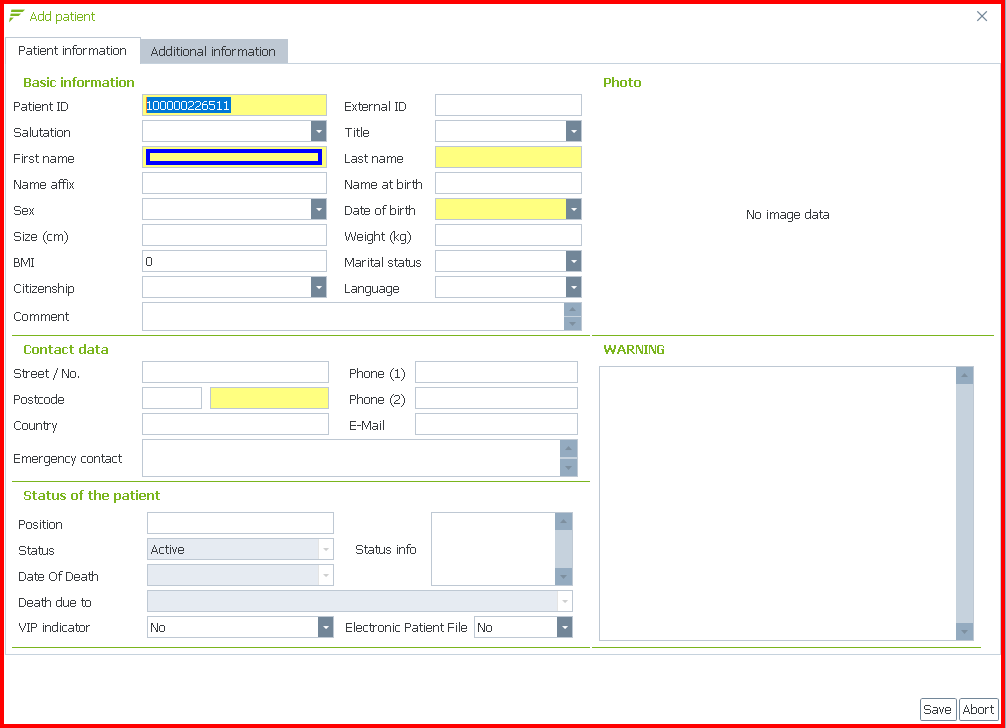 Add patient
Patient information Additional information
Basic information Photo
Patient ID 100000226511 External ID
Salutation Title
First name Last name
Name affix Name at birth
Sex Date of birth No image data
Size (cm) Weight (kg)
BMI 0 Marital status
Citizenship Language
Comment
Contact data WARNING
Street / No. Phone (1)
Postcode Phone (2)
Country E-Mail
Emergency contact
Status of the patient
Position
Status Active Status info
Date Of Death
Death due to
VIP indicator No Electronic Patient File No
Save Abort